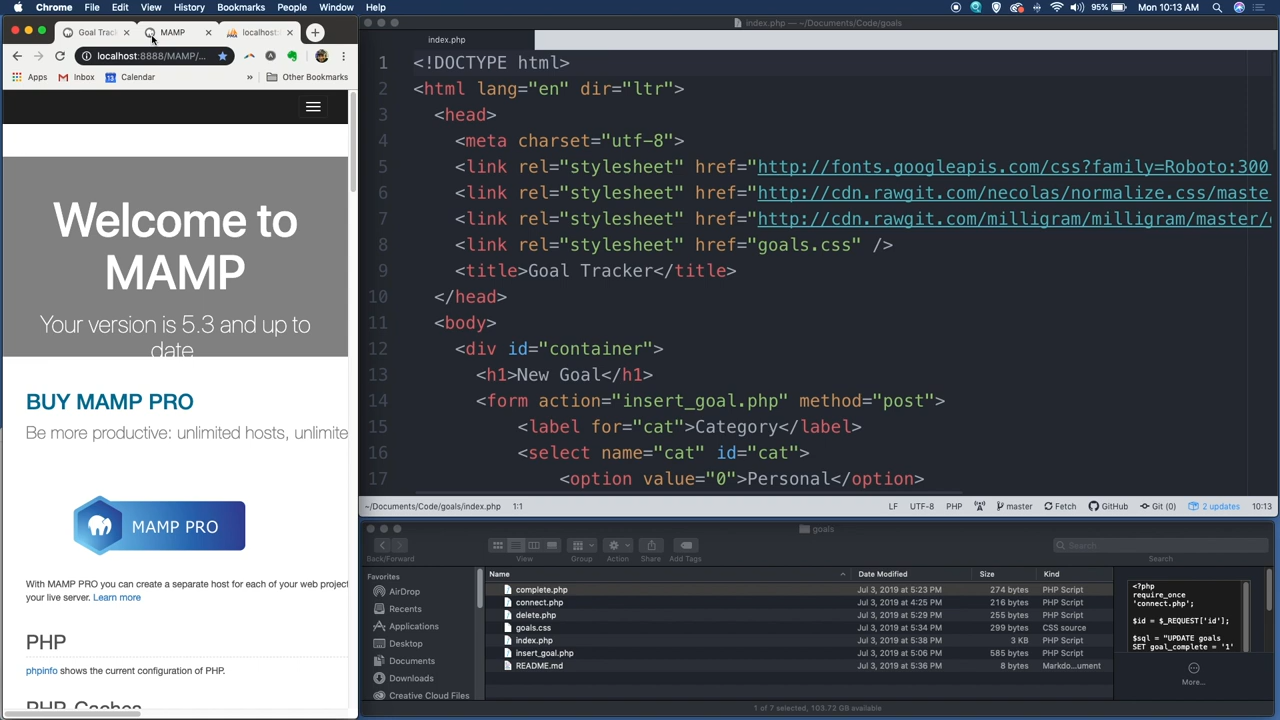 Chrome File Edit View History Bookmarks People Window Help
95% Mon 10:13 AM
Goal Trac
MAMP
localhost:
localhost:8888/MAMP/...
Apps Inbox Calendar » Other Bookmarks
Welcome to
MAMP
Your version is 5.3 and up to
date
BUY MAMP PRO
Be more productive: unlimited hosts, unlimite
MAMP PRO
With MAMP PRO you can create a separate host for each of your web project
your live server. Learn more
PHP
phpinfo shows the current configuration of PHP.
PHP Caches
index.php — ~/Documents/Code/goals
index.php
1 <!DOCTYPE html>
2 <html lang="en" dir="ltr">
3 <head>
4 <meta charset="utf-8">
5 <link rel="stylesheet" href="http://fonts.googleapis.com/css?family=Roboto:300
6 <link rel="stylesheet" href="http://cdn.rawgit.com/necolas/normalize.css/maste
7 <link rel="stylesheet" href="http://cdn.rawgit.com/milligram/milligram/master/
8 <link rel="stylesheet" href="goals.css" />
9 <title>Goal Tracker</title>
10 </head>
11 <body>
12 <div id="container">
13 <h1>New Goal</h1>
14 <form action="insert_goal.php" method="post">
15 <label for="cat">Category</label>
16 <select name="cat" id="cat">
17 <option value="0">Personal</option>
~/Documents/Code/goals/index.php 1:1 LF UTF-8 PHP master Fetch GitHub Git (0) 2 updates 10:13
goals
Search
Back/Forward View Group Action Share Add Tags Search
Favorites
AirDrop
Recents
Applications
Desktop
Documents
Downloads
Creative Cloud Files
Name Date Modified Size Kind
complete.php Jul 3, 2019 at 5:23 PM 274 bytes PHP Script
connect.php Jul 3, 2019 at 4:25 PM 216 bytes PHP Script
delete.php Jul 3, 2019 at 5:29 PM 255 bytes PHP Script
goals.css Jul 3, 2019 at 5:34 PM 299 bytes CSS source
index.php Jul 3, 2019 at 5:38 PM 3 KB PHP Script
insert_goal.php Jul 3, 2019 at 5:06 PM 585 bytes PHP Script
README.md Jul 3, 2019 at 5:36 PM 8 bytes Markdo...ument
<?php
require_once
'connect.php';
$id = $_REQUEST['id'];
$sql = "UPDATE goals
SET goal_complete = '1'
More...
1 of 7 selected, 103.72 GB available